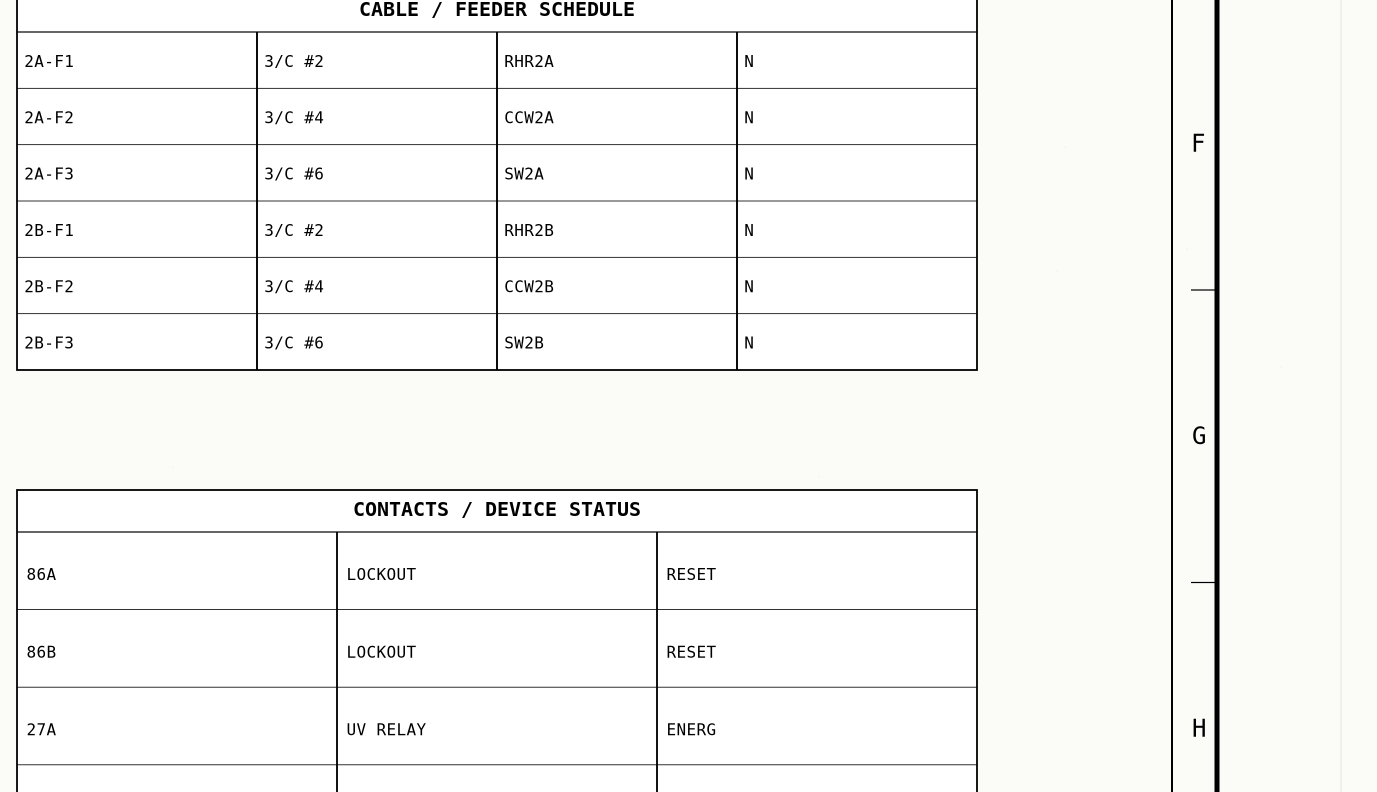 CABLE / FEEDER SCHEDULE
2A-F1 3/C #2 RHR2A N
2A-F2 3/C #4 CCW2A N
2A-F3 3/C #6 SW2A N
2B-F1 3/C #2 RHR2B N
2B-F2 3/C #4 CCW2B N
2B-F3 3/C #6 SW2B N
CONTACTS / DEVICE STATUS
86A LOCKOUT RESET
86B LOCKOUT RESET
27A UV RELAY ENERG
F
G
H